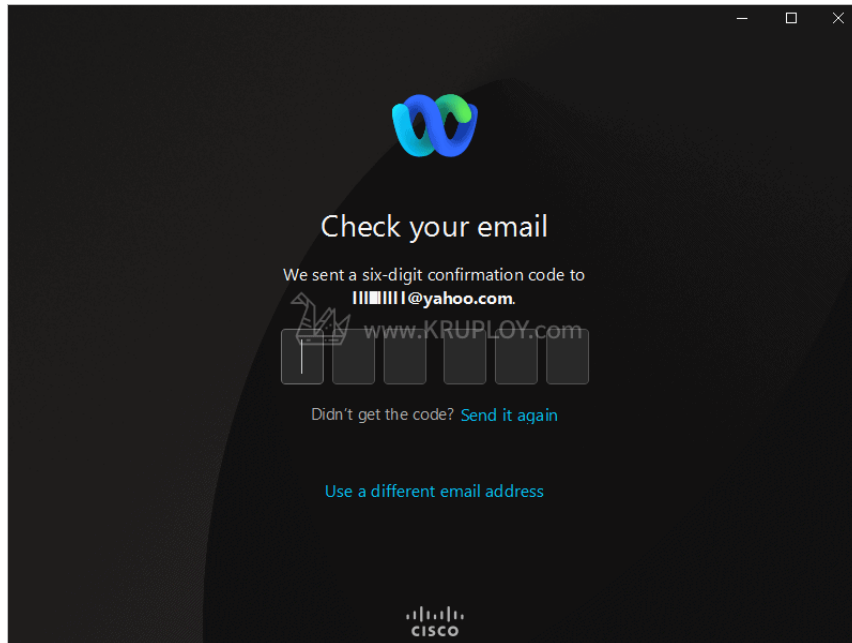 Check your email
We sent a six-digit confirmation code to
@yahoo.com.
www.KRUPLOY.com
Didn't get the code? Send it again
Use a different email address
CISCO